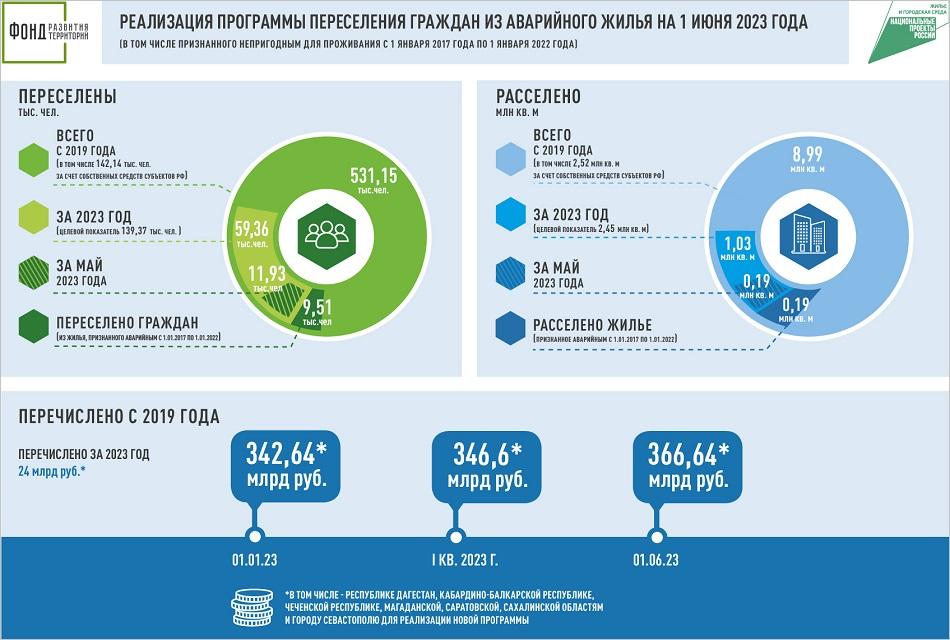 ФОНД РАЗВИТИЯ ТЕРРИТОРИЙ
РЕАЛИЗАЦИЯ ПРОГРАММЫ ПЕРЕСЕЛЕНИЯ ГРАЖДАН ИЗ АВАРИЙНОГО ЖИЛЬЯ НА 1 ИЮНЯ 2023 ГОДА
(В ТОМ ЧИСЛЕ ПРИЗНАННОГО НЕПРИГОДНЫМ ДЛЯ ПРОЖИВАНИЯ С 1 ЯНВАРЯ 2017 ГОДА ПО 1 ЯНВАРЯ 2022 ГОДА)
ЖИЛЬЕ
И ГОРОДСКАЯ СРЕДА
НАЦИОНАЛЬНЫЕ
ПРОЕКТЫ
РОССИИ
ПЕРЕСЕЛЕНЫ
ТЫС. ЧЕЛ.
ВСЕГО
С 2019 ГОДА
(В ТОМ ЧИСЛЕ 142,14 ТЫС. ЧЕЛ.
ЗА СЧЕТ СОБСТВЕННЫХ СРЕДСТВ СУБЪЕКТОВ РФ)
ЗА 2023 ГОД
(ЦЕЛЕВОЙ ПОКАЗАТЕЛЬ 139,37 ТЫС. ЧЕЛ.)
ЗА МАЙ
2023 ГОДА
ПЕРЕСЕЛЕНО ГРАЖДАН
(ИЗ ЖИЛЬЯ, ПРИЗНАННОГО АВАРИЙНЫМ С 1.01.2017 ПО 1.01.2022)
531,15
тыс.чел.
59,36
тыс.чел.
11,93
тыс.чел.
9,51
тыс.чел
РАССЕЛЕНО
МЛН КВ. М
ВСЕГО
С 2019 ГОДА
(В ТОМ ЧИСЛЕ 2,52 МЛН КВ. М
ЗА СЧЕТ СОБСТВЕННЫХ СРЕДСТВ СУБЪЕКТОВ РФ)
ЗА 2023 ГОД
(ЦЕЛЕВОЙ ПОКАЗАТЕЛЬ 2,45 МЛН КВ. М)
ЗА МАЙ
2023 ГОДА
РАССЕЛЕНО ЖИЛЬЕ
(ПРИЗНАННОЕ АВАРИЙНЫМ С 1.01.2017 ПО 1.01.2022)
8,99
млн кв. м
1,03
млн кв. м
0,19
млн кв. м
0,19
млн кв. м
ПЕРЕЧИСЛЕНО С 2019 ГОДА
ПЕРЕЧИСЛЕНО ЗА 2023 ГОД
24 млрд руб.*
342,64*
млрд руб.
346,6*
млрд руб.
366,64*
млрд руб.
01.01.23
I КВ. 2023 Г.
01.06.23
*В ТОМ ЧИСЛЕ - РЕСПУБЛИКЕ ДАГЕСТАН, КАБАРДИНО-БАЛКАРСКОЙ РЕСПУБЛИКЕ,
ЧЕЧЕНСКОЙ РЕСПУБЛИКЕ, МАГАДАНСКОЙ, САРАТОВСКОЙ, САХАЛИНСКОЙ ОБЛАСТЯМ
И ГОРОДУ СЕВАСТОПОЛЮ ДЛЯ РЕАЛИЗАЦИИ НОВОЙ ПРОГРАММЫ